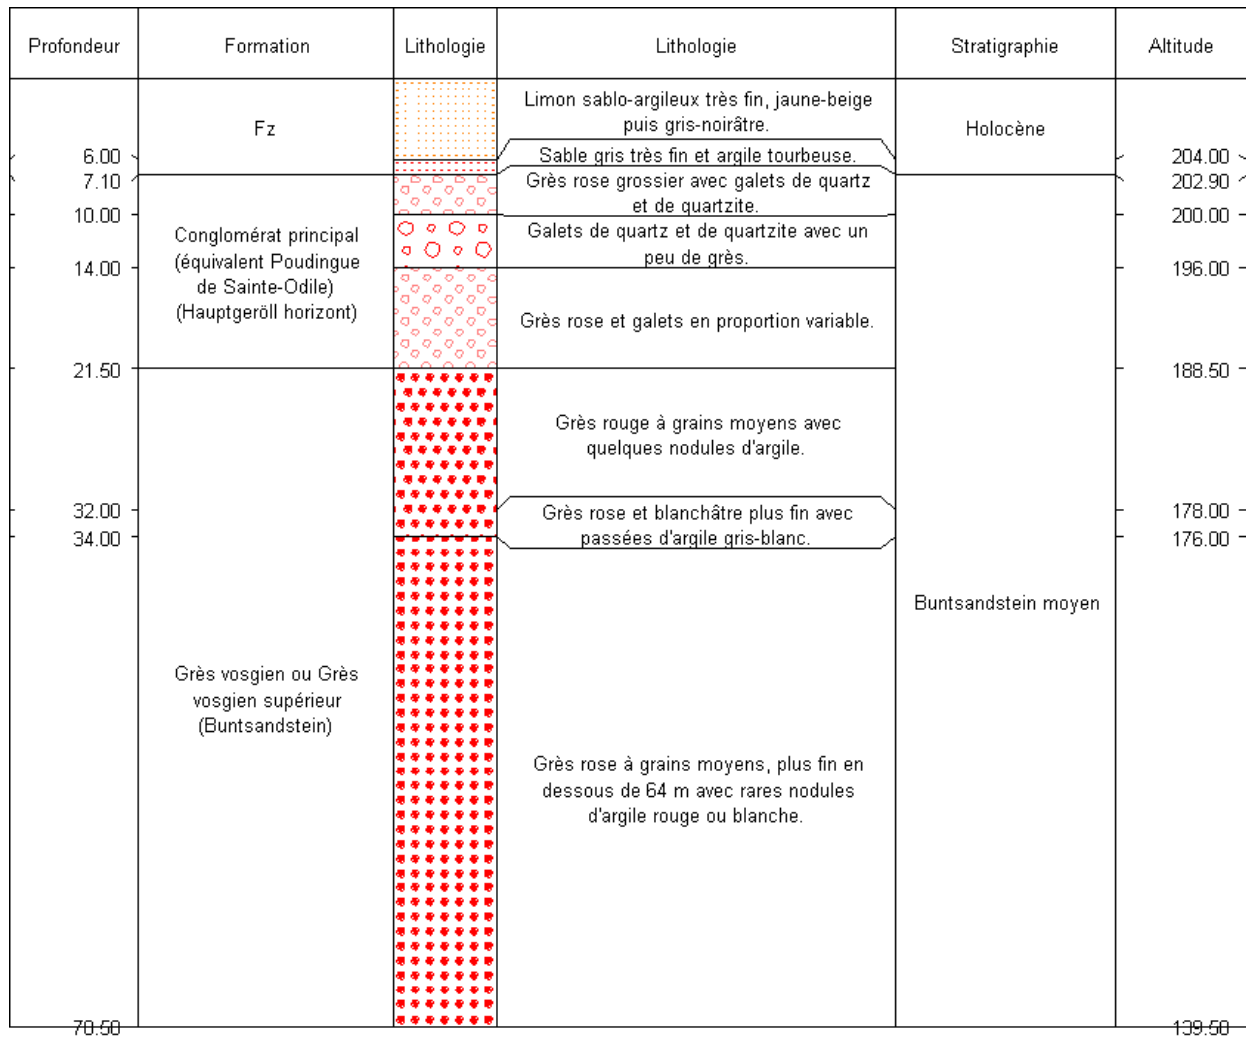 Profondeur
Formation
Lithologie
Lithologie
Stratigraphie
Altitude
Fz
Limon sablo-argileux très fin, jaune-beige
puis gris-noirâtre.
Holocène
6.00
Sable gris très fin et argile tourbeuse.
204.00
7.10
Grès rose grossier avec galets de quartz
et de quartzite.
202.90
10.00
200.00
Conglomérat principal
(équivalent Poudingue
de Sainte-Odile)
(Hauptgeröll horizont)
Galets de quartz et de quartzite avec un
peu de grès.
14.00
196.00
Grès rose et galets en proportion variable.
21.50
188.50
Grès rouge à grains moyens avec
quelques nodules d'argile.
32.00
Grès rose et blanchâtre plus fin avec
passées d'argile gris-blanc.
178.00
34.00
176.00
Buntsandstein moyen
Grès vosgien ou Grès
vosgien supérieur
(Buntsandstein)
Grès rose à grains moyens, plus fin en
dessous de 64 m avec rares nodules
d'argile rouge ou blanche.
70.50
139.50